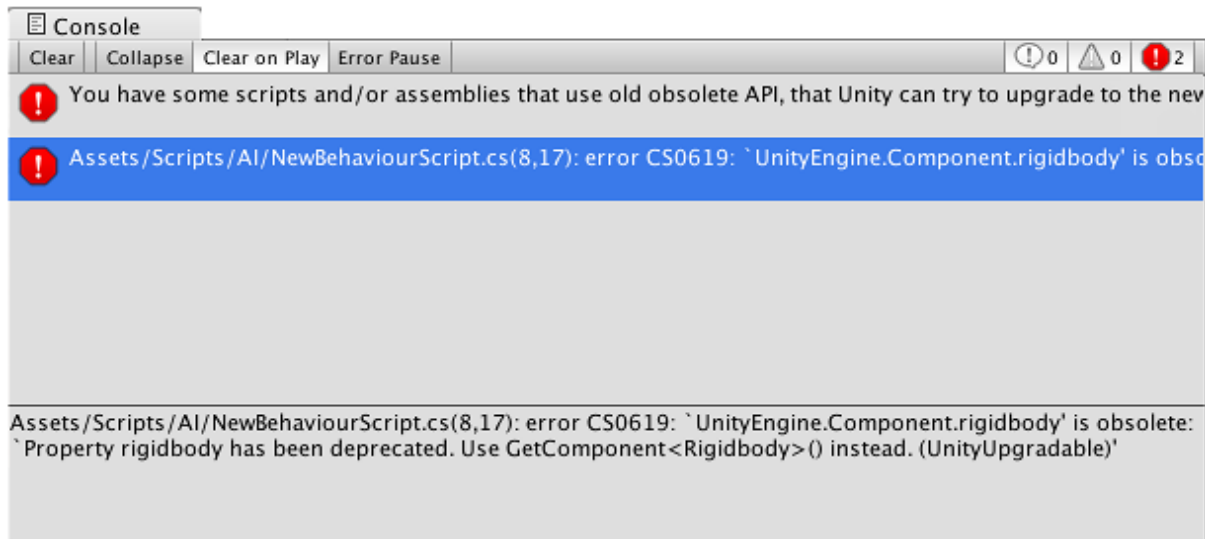 Console
Clear Collapse Clear on Play Error Pause 0 0 2
You have some scripts and/or assemblies that use old obsolete API, that Unity can try to upgrade to the new
Assets/Scripts/AI/NewBehaviourScript.cs(8,17): error CS0619: `UnityEngine.Component.rigidbody' is obso
Assets/Scripts/AI/NewBehaviourScript.cs(8,17): error CS0619: `UnityEngine.Component.rigidbody' is obsolete:
`Property rigidbody has been deprecated. Use GetComponent<Rigidbody>() instead. (UnityUpgradable)'